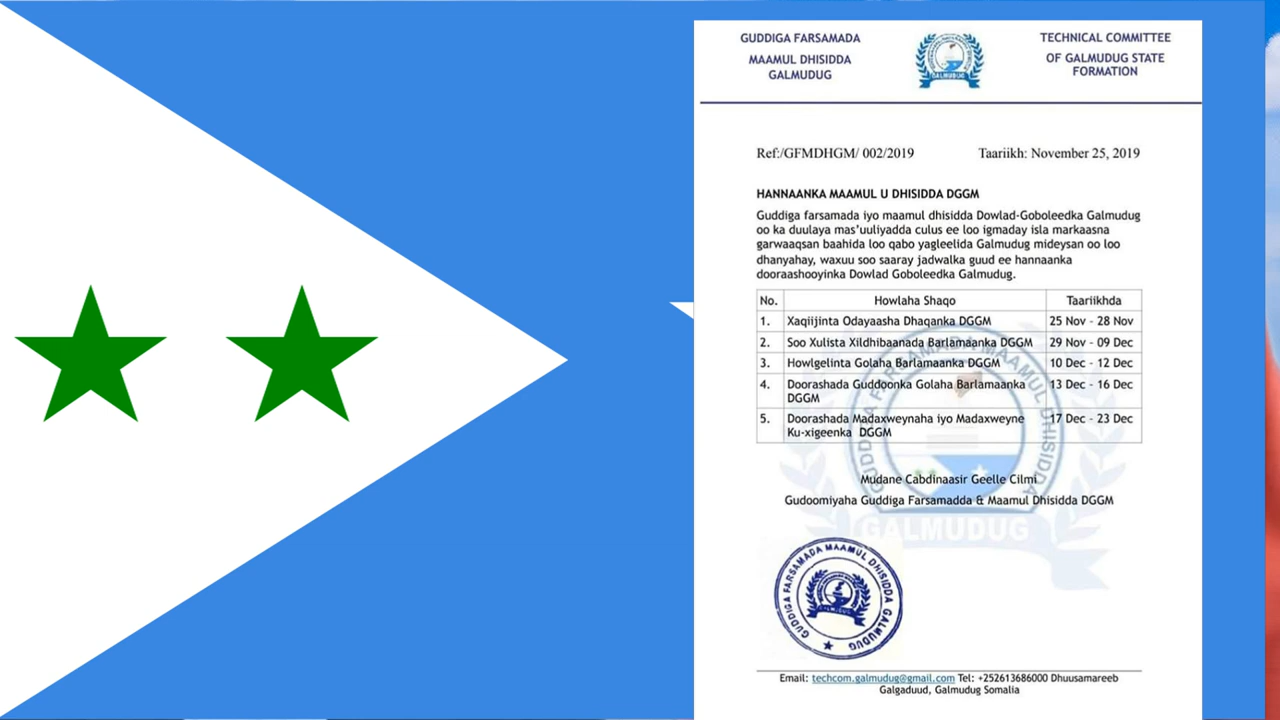 GUDDIGA FARSAMADA
MAAMUL DHISIDDA
GALMUDUG
GALMUDUG
TECHNICAL COMMITTEE
OF GALMUDUG STATE
FORMATION
Ref:/GFMDHGM/ 002/2019
Taariikh: November 25, 2019
HANNAANKA MAAMUL U DHISIDDA DGGM
Guddiga farsamada iyo maamul dhisidda Dowlad-Goboleedka Galmudug
oo ka duulaya mas’uuliyadda culus ee loo igmaday isla markaasna
garwaaqsan baahida loo qabo yagleelida Galmudug mideysan oo loo
dhanyahay, waxuu soo saaray jadwalka guud ee hannaanka
dooraashooyinka Dowlad Goboleedka Galmudug.
No. Howlaha Shaqo Taariikhda
1. Xaqiijinta Odayaasha Dhaqanka DGGM 25 Nov - 28 Nov
2. Soo Xulista Xildhibaanada Barlamaanka DGGM 29 Nov - 09 Dec
3. Howlgelinta Golaha Barlamaanka DGGM 10 Dec - 12 Dec
4. Doorashada Guddoonka Golaha Barlamaanka 13 Dec - 16 Dec
DGGM
5. Doorashada Madaxweynaha iyo Madaxweyne 17 Dec - 23 Dec
Ku-xigeenka DGGM
GUDDIGA FARSAMADA MAAMUL DHISIDDA
GALMUDUG
Mudane Cabdinaasir Geelle Cilmi
Gudoomiyaha Guddiga Farsamadda & Maamul Dhisidda DGGM
GUDDIGA FARSAMADA MAAMUL DHISIDDA GALMUDUG
GALMUDUG
Email: techcom.galmudug@gmail.com Tel: +252613686000 Dhuusamareeb
Galgaduud, Galmudug Somalia